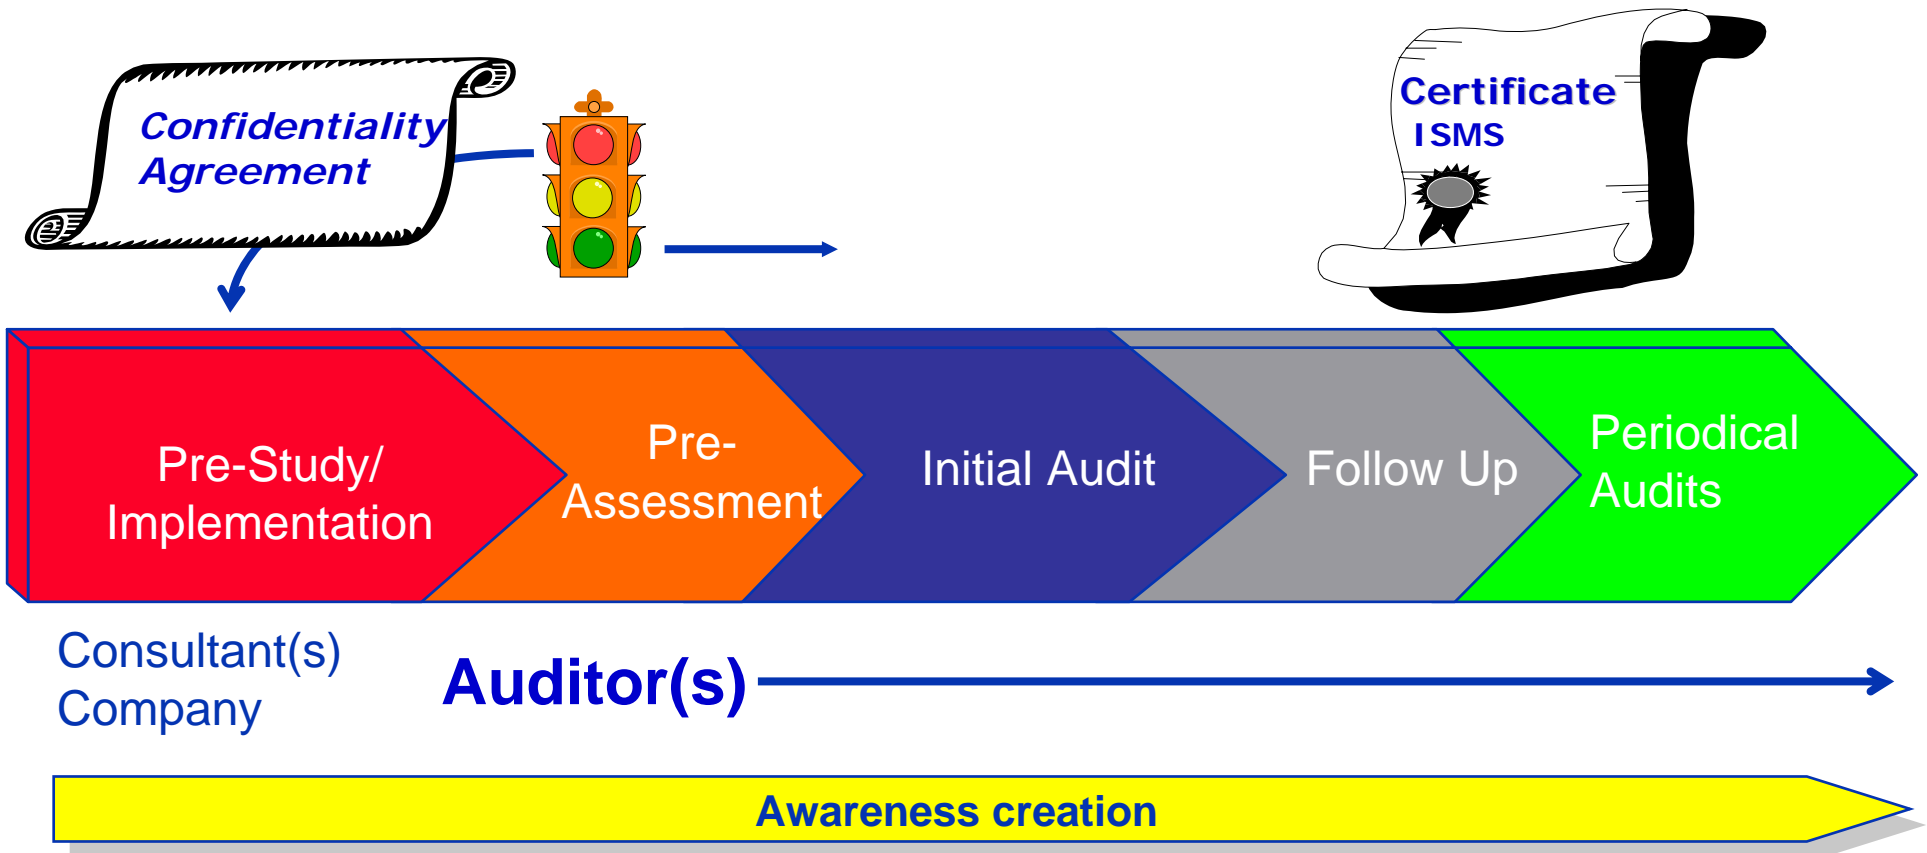 Confidentiality
Agreement
Certificate
ISMS
Pre-Study/
Implementation
Pre-
Assessment
Initial Audit
Follow Up
Periodical
Audits
Consultant(s)
Company
Auditor(s)
Awareness creation